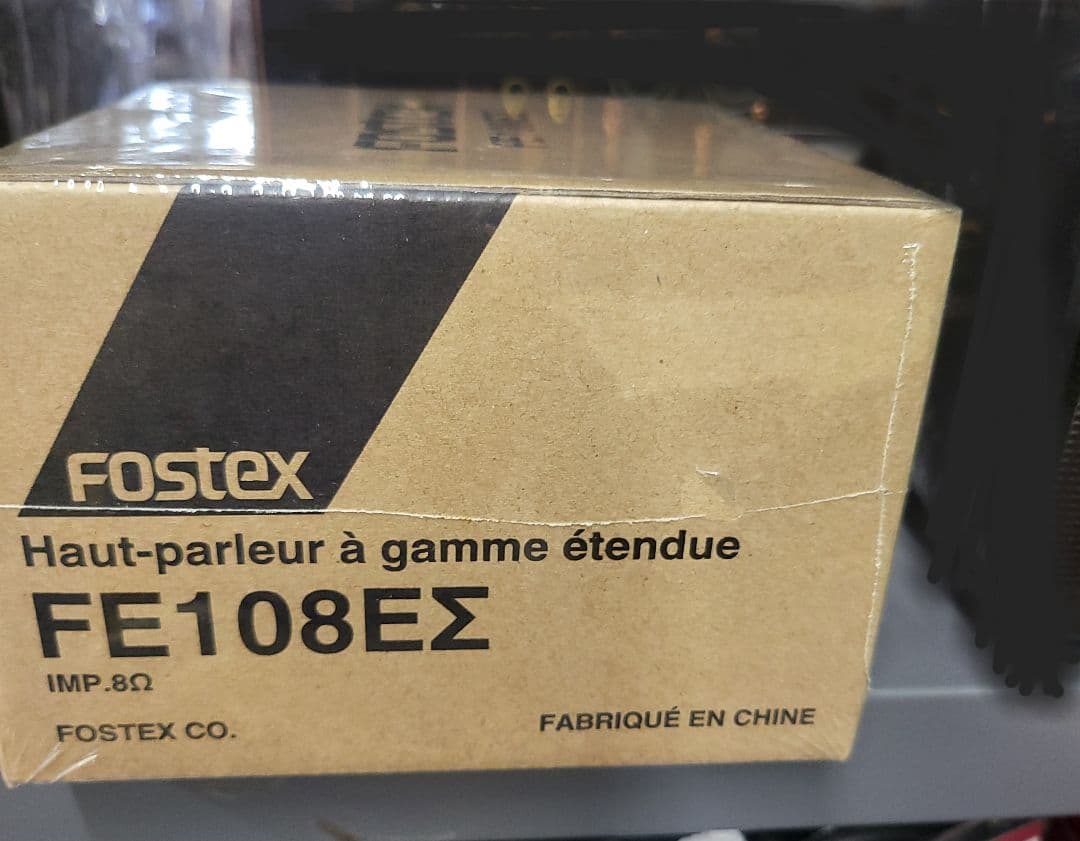 FOSTEX
Haut-parleur à gamme étendue
FE108EΣ
IMP.8Ω
FOSTEX CO.
FABRIQUÉ EN CHINE